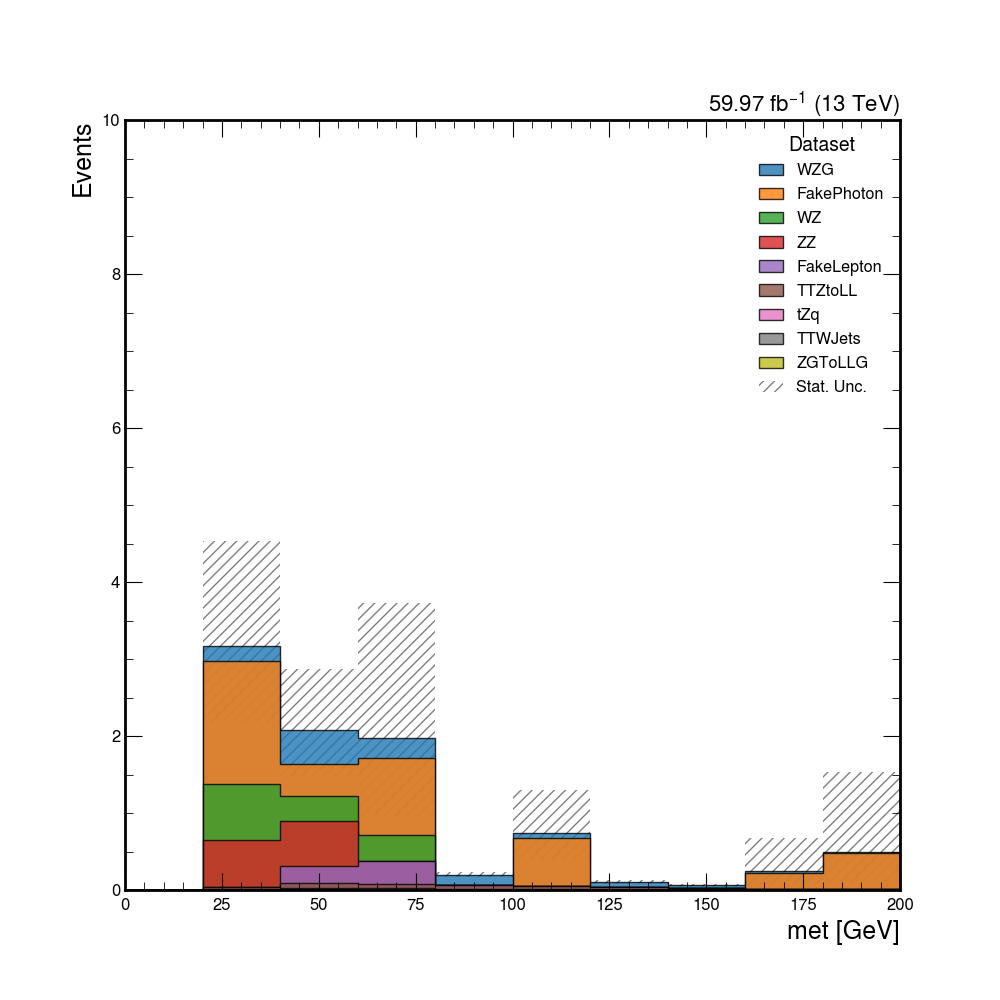 59.97 fb⁻¹ (13 TeV)
Events
10
8
6
4
2
0
Dataset
WZG
FakePhoton
WZ
ZZ
FakeLepton
TTZtoLL
tZq
TTWJets
ZGToLLG
Stat. Unc.
0 25 50 75 100 125 150 175 200
met [GeV]